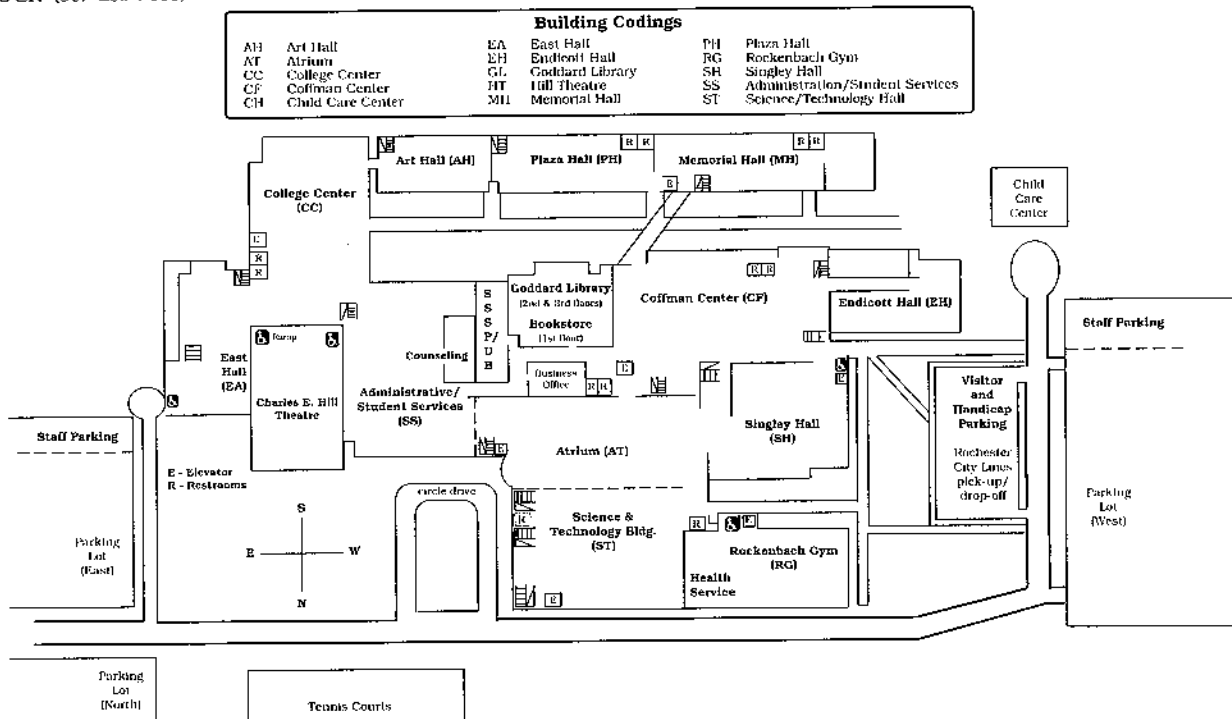 Building Codings
AH Art Hall
AT Atrium
CC College Center
CF Coffman Center
CH Child Care Center
EA East Hall
EH Endicott Hall
GL Goddard Library
HT Hill Theatre
MH Memorial Hall
PH Plaza Hall
RG Rockenbach Gym
SH Singley Hall
SS Administration/Student Services
ST Science/Technology Hall
Art Hall (AH)
Plaza Hall (PH)
R R
Memorial Hall (MH)
R R
E
College Center
(CC)
Child
Care
Center
E
R
R
Goddard Library
(2nd & 3rd floors)
Bookstore
(1st floor)
S
S
S
P/
U
B
R R
Coffman Center (CF)
Endicott Hall (EH)
Staff Parking
Ramp
East
Hall
(EA)
Charles E. Hill
Theatre
Counseling
Administrative/
Student Services
(SS)
Business
Office
R R
E
E
Singley Hall
(SH)
Visitor
and
Handicap
Parking
Rochester
City Lines
pick-up/
drop-off
Parking
Lot
(West)
Staff Parking
E - Elevator
R - Restrooms
E
Atrium (AT)
circle drive
S
E W
N
R
Science &
Technology Bldg.
(ST)
E
R
E
Rockenbach Gym
(RG)
Health
Service
Parking
Lot
(East)
Parking
Lot
(North)
Tennis Courts